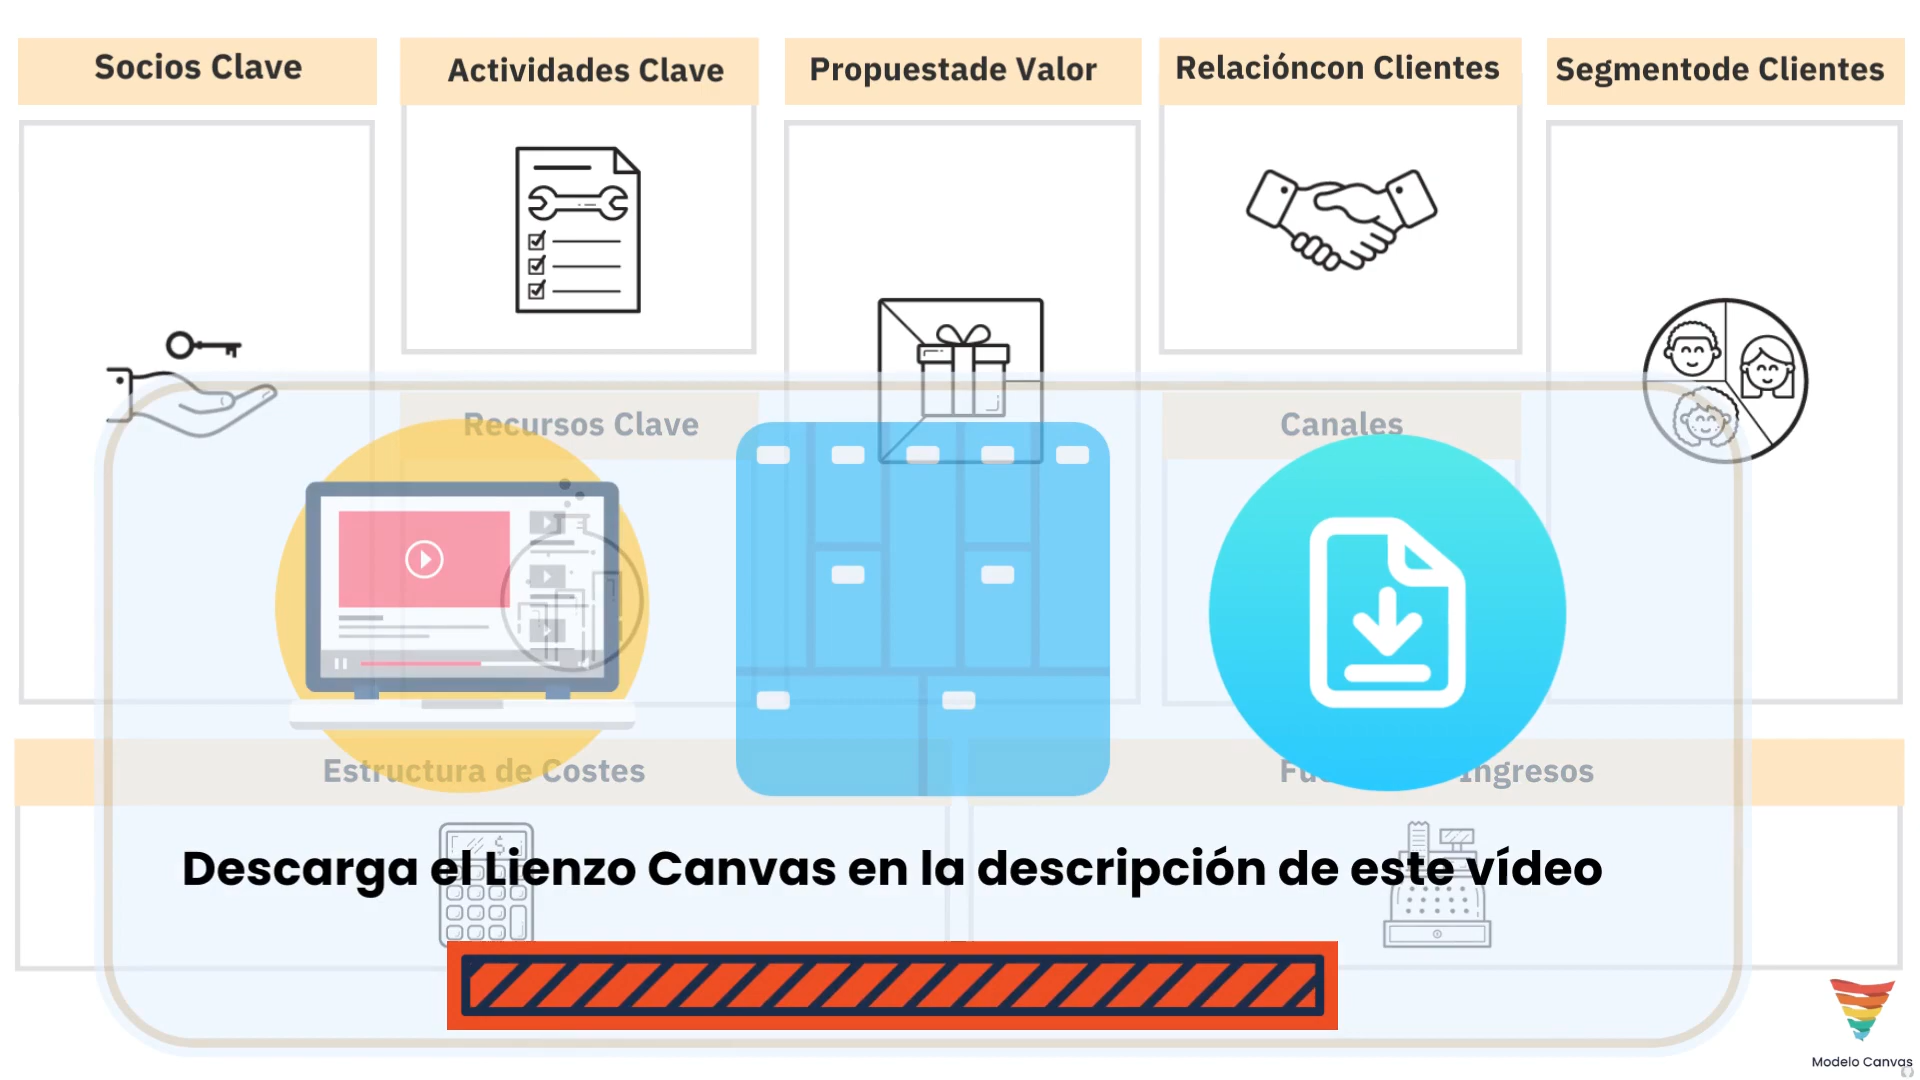 Socios Clave
Actividades Clave
Propuestade Valor
Relacióncon Clientes
Segmentode Clientes
Recursos Clave
Canales
Estructura de Costes
Ingresos
Descarga el Lienzo Canvas en la descripción de este vídeo
Modelo Canvas